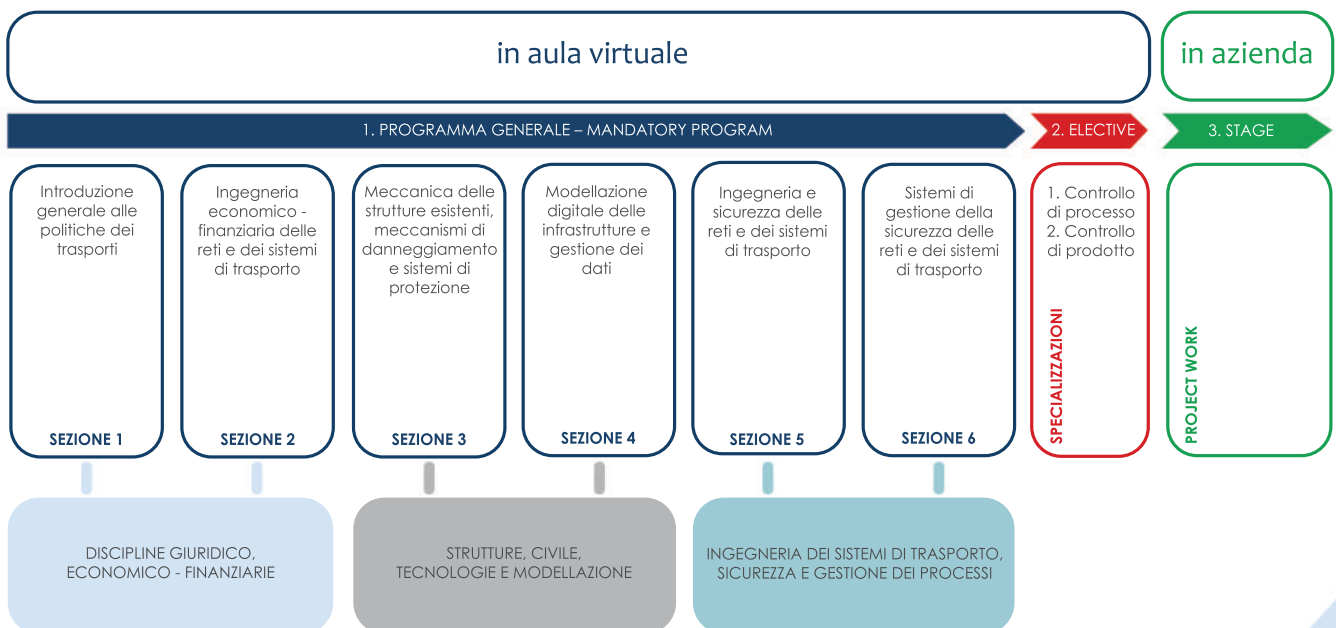 in aula virtuale
in azienda
1. PROGRAMMA GENERALE – MANDATORY PROGRAM
2. ELECTIVE
3. STAGE
Introduzione
generale alle
politiche dei
trasporti
SEZIONE 1
Ingegneria
economico -
finanziaria delle
reti e dei sistemi
di trasporto
SEZIONE 2
Meccanica delle
strutture esistenti,
meccanismi di
danneggiamento
e sistemi di
protezione
SEZIONE 3
Modellazione
digitale delle
infrastrutture e
gestione dei
dati
SEZIONE 4
Ingegneria e
sicurezza delle
reti e dei sistemi
di trasporto
SEZIONE 5
Sistemi di
gestione della
sicurezza delle
reti e dei sistemi
di trasporto
SEZIONE 6
1. Controllo
di processo
2. Controllo
di prodotto
SPECIALIZZAZIONI
PROJECT WORK
DISCIPLINE GIURIDICO,
ECONOMICO - FINANZIARIE
STRUTTURE, CIVILE,
TECNOLOGIE E MODELLAZIONE
INGEGNERIA DEI SISTEMI DI TRASPORTO,
SICUREZZA E GESTIONE DEI PROCESSI